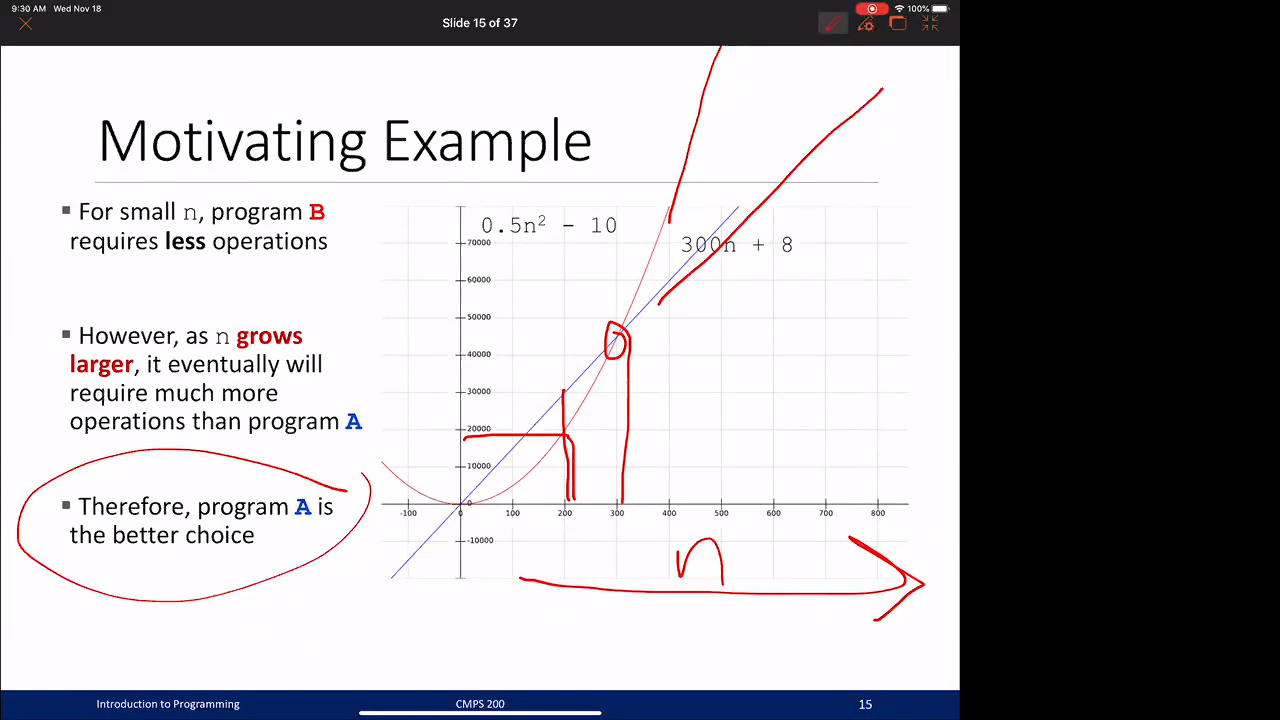 9:30 AM Wed Nov 18
100%
Slide 15 of 37
Motivating Example
▪ For small n, program B
requires less operations
▪ However, as n grows
larger, it eventually will
require much more
operations than program A
▪ Therefore, program A is
the better choice
0.5n² - 10
300n + 8
70000
60000
50000
40000
30000
20000
10000
0
-10000
-100 0 100 200 300 400 500 600 700 800
n
Introduction to Programming CMPS 200 15